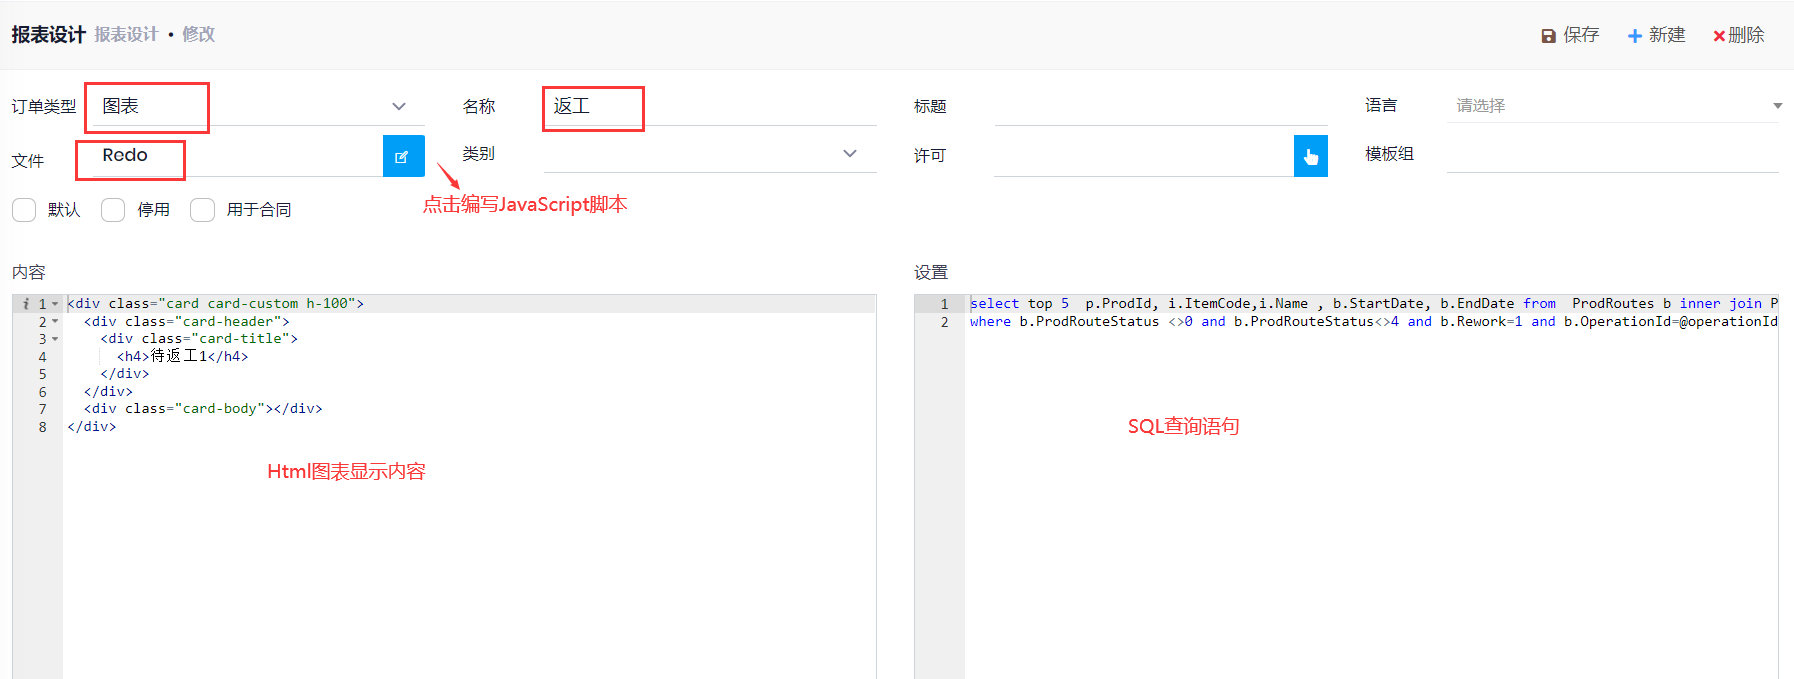 报表设计 报表设计 • 修改
保存 新建 删除
订单类型 图表 名称 返工 标题 语言 请选择
文件 Redo 类别 许可 模板组
点击编写JavaScript脚本
默认 停用 用于合同
内容 设置
1 <div class="card card-custom h-100">
2 <div class="card-header">
3 <div class="card-title">
4 <h4>待返工1</h4>
5 </div>
6 </div>
7 <div class="card-body"></div>
8 </div>
Html图表显示内容
1 select top 5  p.ProdId, i.ItemCode,i.Name , b.StartDate, b.EndDate from  ProdRoutes b inner join P
2 where b.ProdRouteStatus <>0 and b.ProdRouteStatus<>4 and b.Rework=1 and b.OperationId=@operationId
SQL查询语句